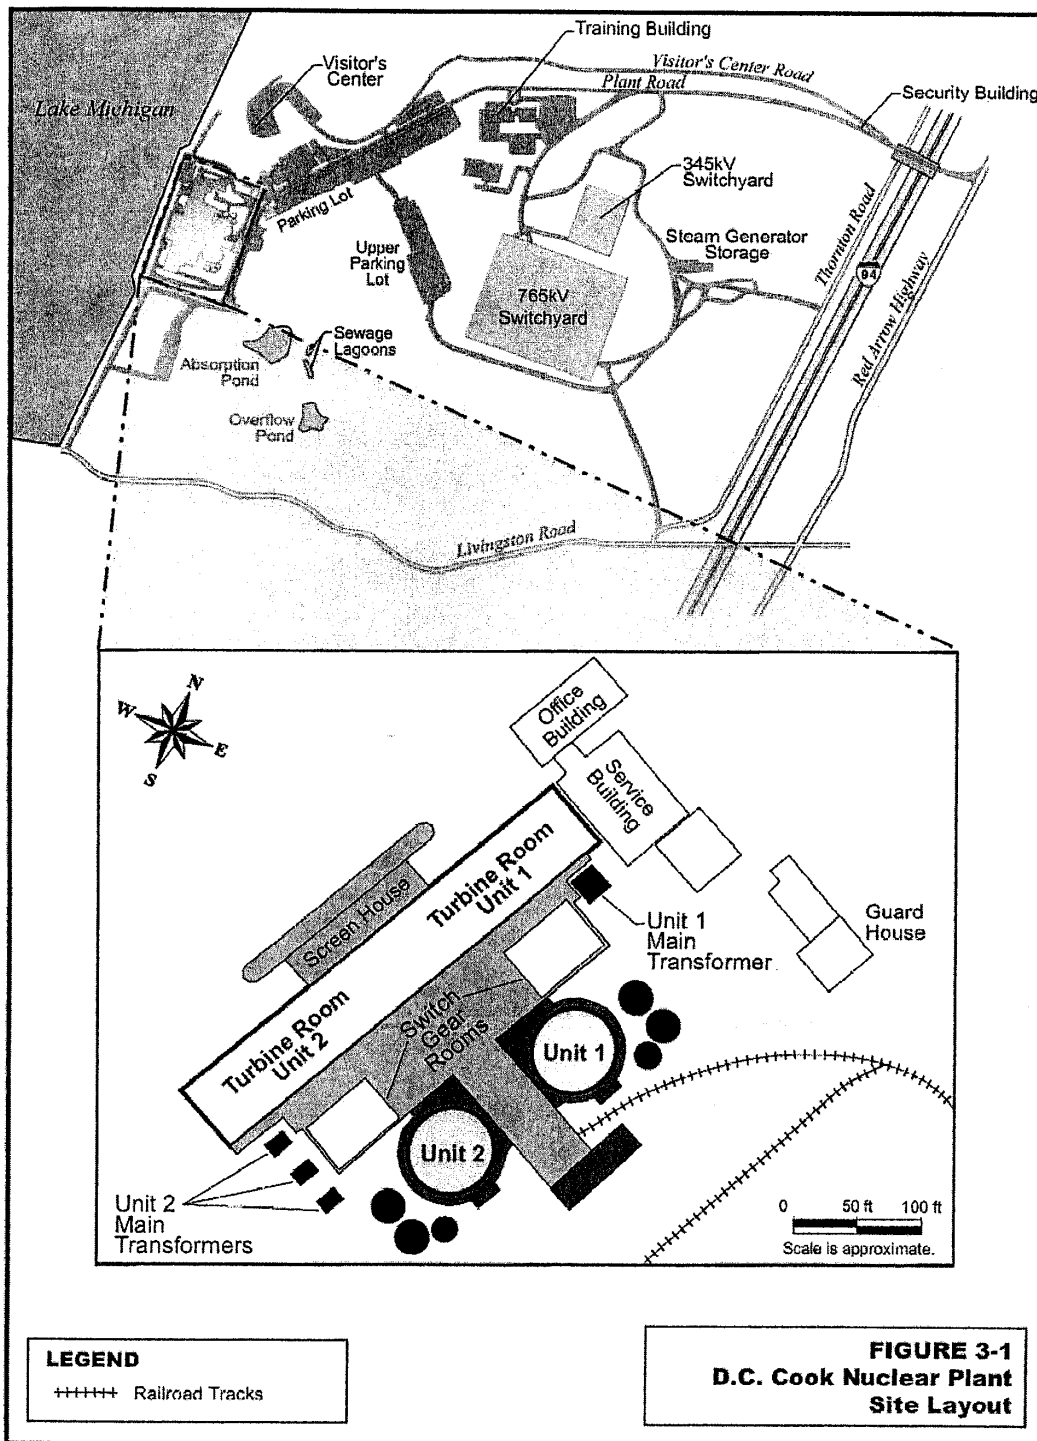 Training Building
Visitor's
Center
Visitor's Center Road
Plant Road
Security Building
Lake Michigan
345kV
Switchyard
Parking Lot
Upper
Parking
Lot
Steam Generator
Storage
Thornton Road
94
Red Arrow Highway
765kV
Switchyard
Sewage
Lagoons
Absorption
Pond
Overflow
Pond
Livingston Road
N
W
E
S
Office
Building
Service
Building
Turbine Room
Unit 1
Screen House
Unit 1
Main
Transformer
Guard
House
Switch
Gear
Rooms
Turbine Room
Unit 2
Unit 1
Unit 2
Unit 2
Main
Transformers
0 50 ft 100 ft
Scale is approximate.
LEGEND
Railroad Tracks
FIGURE 3-1
D.C. Cook Nuclear Plant
Site Layout